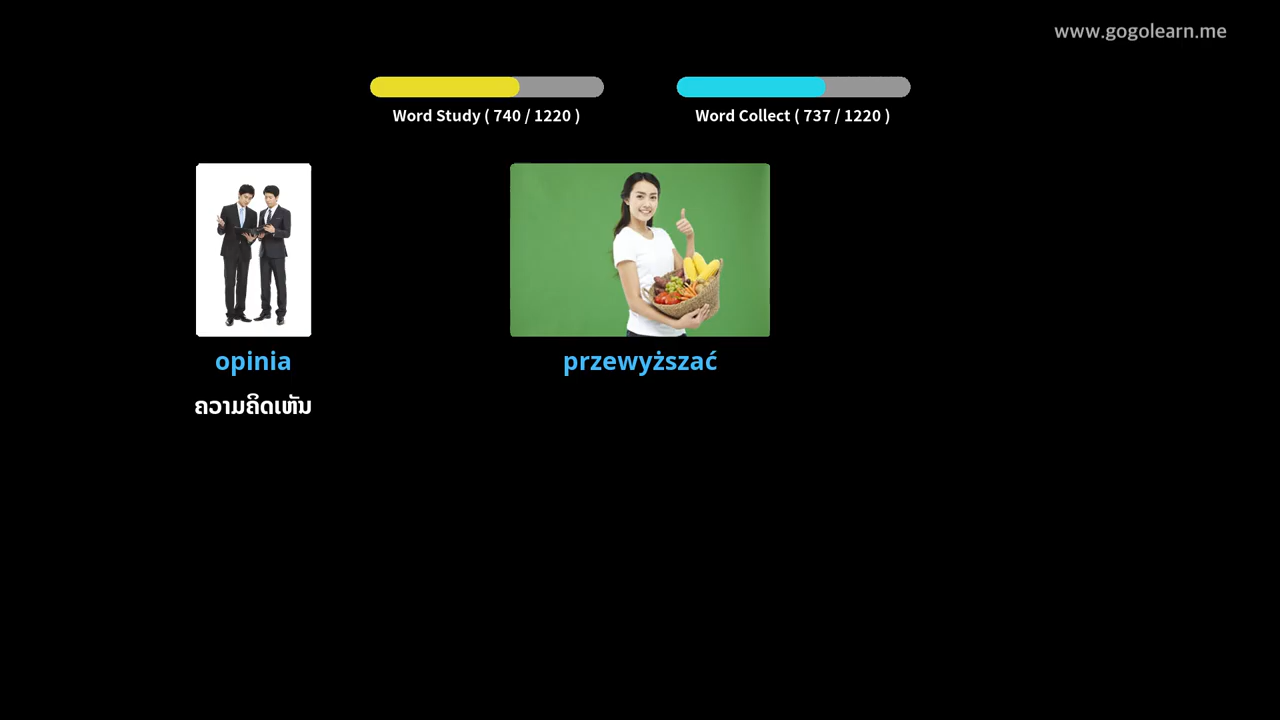 www.gogolearn.me
Word Study ( 740 / 1220 )
Word Collect ( 737 / 1220 )
opinia
przewyższać
ຄວາມຄິດເຫັນ